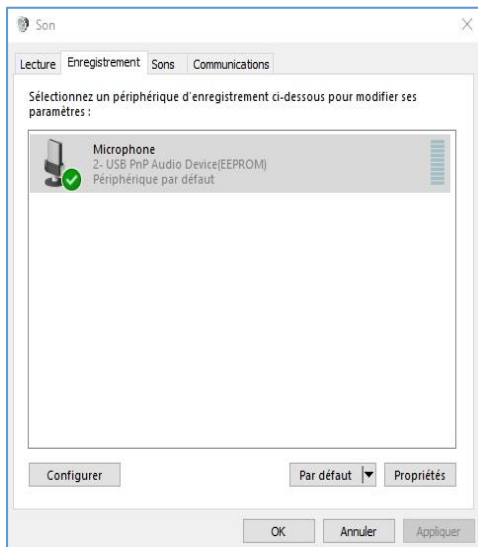 Son
Lecture Enregistrement Sons Communications
Sélectionnez un périphérique d'enregistrement ci-dessous pour modifier ses
paramètres :
Microphone
2- USB PnP Audio Device(EEPROM)
Périphérique par défaut
Configurer Par défaut Propriétés
OK Annuler Appliquer